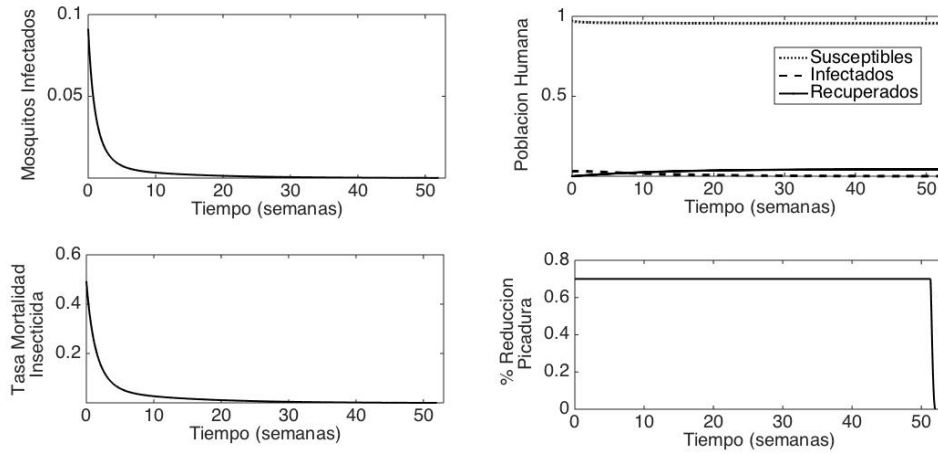 0.1
0.05
Mosquitos Infectados
0 10 20 30 40 50
Tiempo (semanas)
1
0.5
Poblacion Humana
Susceptibles
Infectados
Recuperados
0 10 20 30 40 50
Tiempo (semanas)
0.6
0.4
0.2
Tasa Mortalidad
Insecticida
0 10 20 30 40 50
Tiempo (semanas)
0.8
0.6
0.4
0.2
0
% Reduccion
Picadura
0 10 20 30 40 50
Tiempo (semanas)